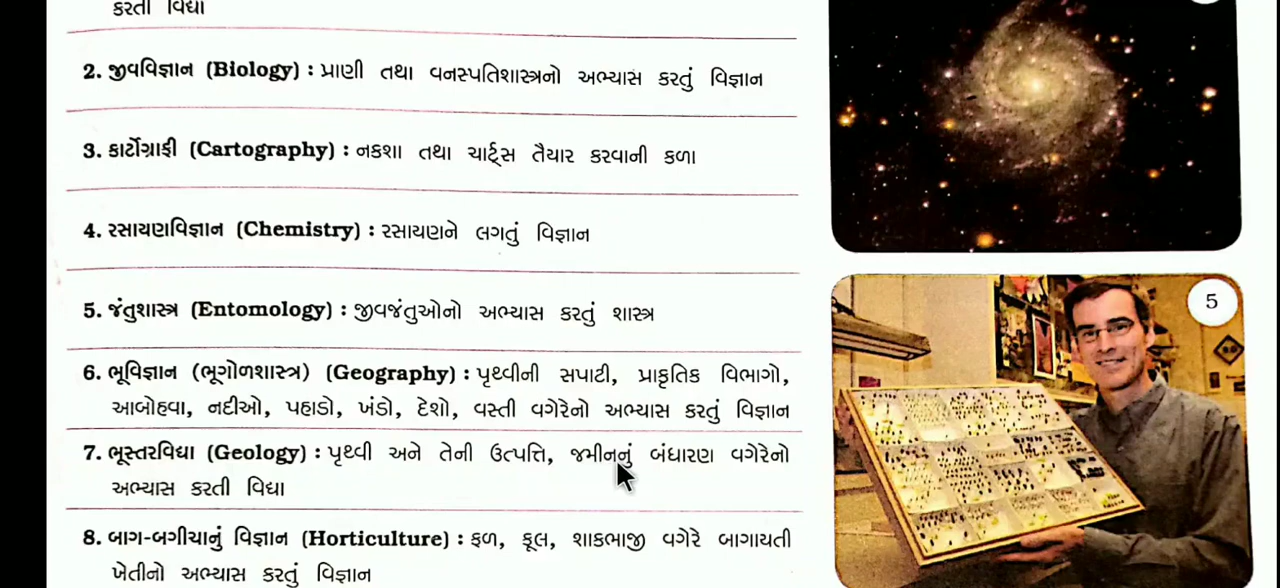 કરતી વિદ્યા
2. જીવવિજ્ઞાન (Biology) : પ્રાણી તથા વનસ્પતિશાસ્ત્રનો અભ્યાસ કરતું વિજ્ઞાન
3. કાર્ટોગ્રાફી (Cartography) : નકશા તથા ચાર્ટ્સ તૈયાર કરવાની કળા
4. રસાયણવિજ્ઞાન (Chemistry) : રસાયણને લગતું વિજ્ઞાન
5. જંતુશાસ્ત્ર (Entomology) : જીવજંતુઓનો અભ્યાસ કરતું શાસ્ત્ર
5
6. ભૂવિજ્ઞાન (ભૂગોળશાસ્ત્ર) (Geography) : પૃથ્વીની સપાટી, પ્રાકૃતિક વિભાગો,
આબોહવા, નદીઓ, પહાડો, ખંડો, દેશો, વસ્તી વગેરેનો અભ્યાસ કરતું વિજ્ઞાન
7. ભૂસ્તરવિદ્યા (Geology) : પૃથ્વી અને તેની ઉત્પત્તિ, જમીનનું બંધારણ વગેરેનો
અભ્યાસ કરતી વિદ્યા
8. બાગ-બગીચાનું વિજ્ઞાન (Horticulture) : ફળ, ફૂલ, શાકભાજી વગેરે બાગાયતી
ખેતીનો અભ્યાસ કરતું વિજ્ઞાન